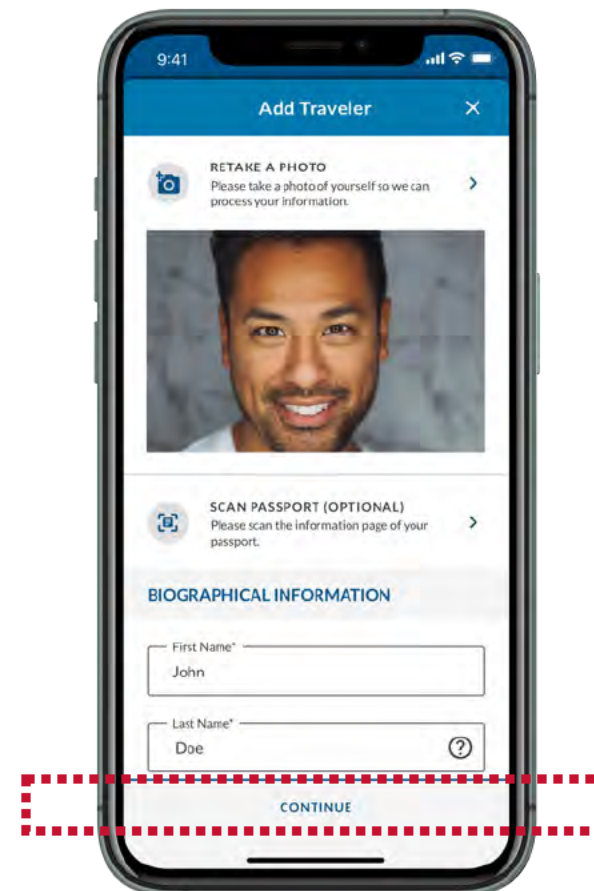 9:41
Add Traveler
RETAKE A PHOTO
Please take a photo of yourself so we can
process your information.
SCAN PASSPORT (OPTIONAL)
Please scan the information page of your
passport.
BIOGRAPHICAL INFORMATION
First Name*
John
Last Name*
Doe
CONTINUE